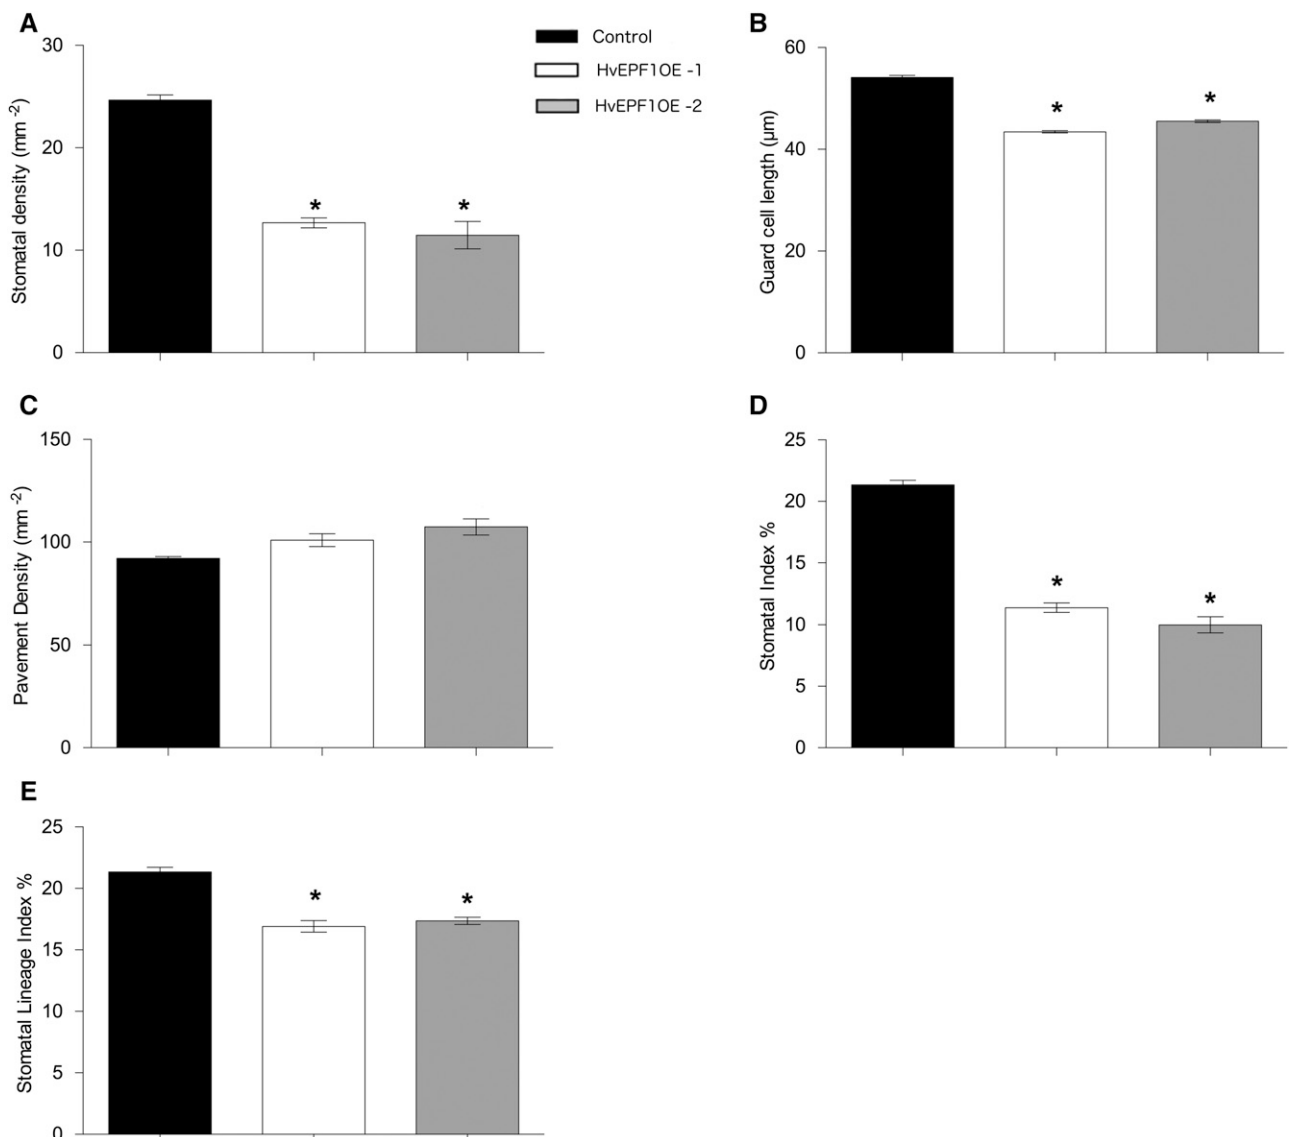 A
Stomatal density (mm⁻²)
30
20
10
0
*
*
Control
HvEPF1OE -1
HvEPF1OE -2
B
Guard cell length (µm)
60
40
20
0
*
*
C
Pavement Density (mm⁻²)
150
100
50
0
D
Stomatal Index %
25
20
15
10
5
0
*
*
E
Stomatal Lineage Index %
25
20
15
10
5
0
*
*